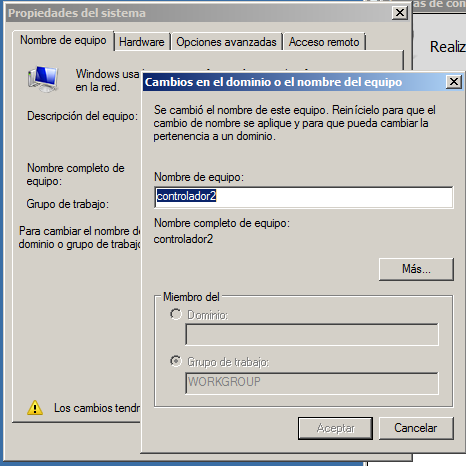 Propiedades del sistema
Realiz
Nombre de equipo
Hardware
Opciones avanzadas
Acceso remoto
Windows usa
en la red.
Descripción del equipo:
Nombre completo de
equipo:
Grupo de trabajo:
Para cambiar el nombre de
dominio o grupo de trabajo
Los cambios tendr
Cambios en el dominio o el nombre del equipo
Se cambió el nombre de este equipo. Reinícielo para que el
cambio de nombre se aplique y para que pueda cambiar la
pertenencia a un dominio.
Nombre de equipo:
controlador2
Nombre completo de equipo:
controlador2
Más...
Miembro del
Dominio:
Grupo de trabajo:
WORKGROUP
Aceptar
Cancelar